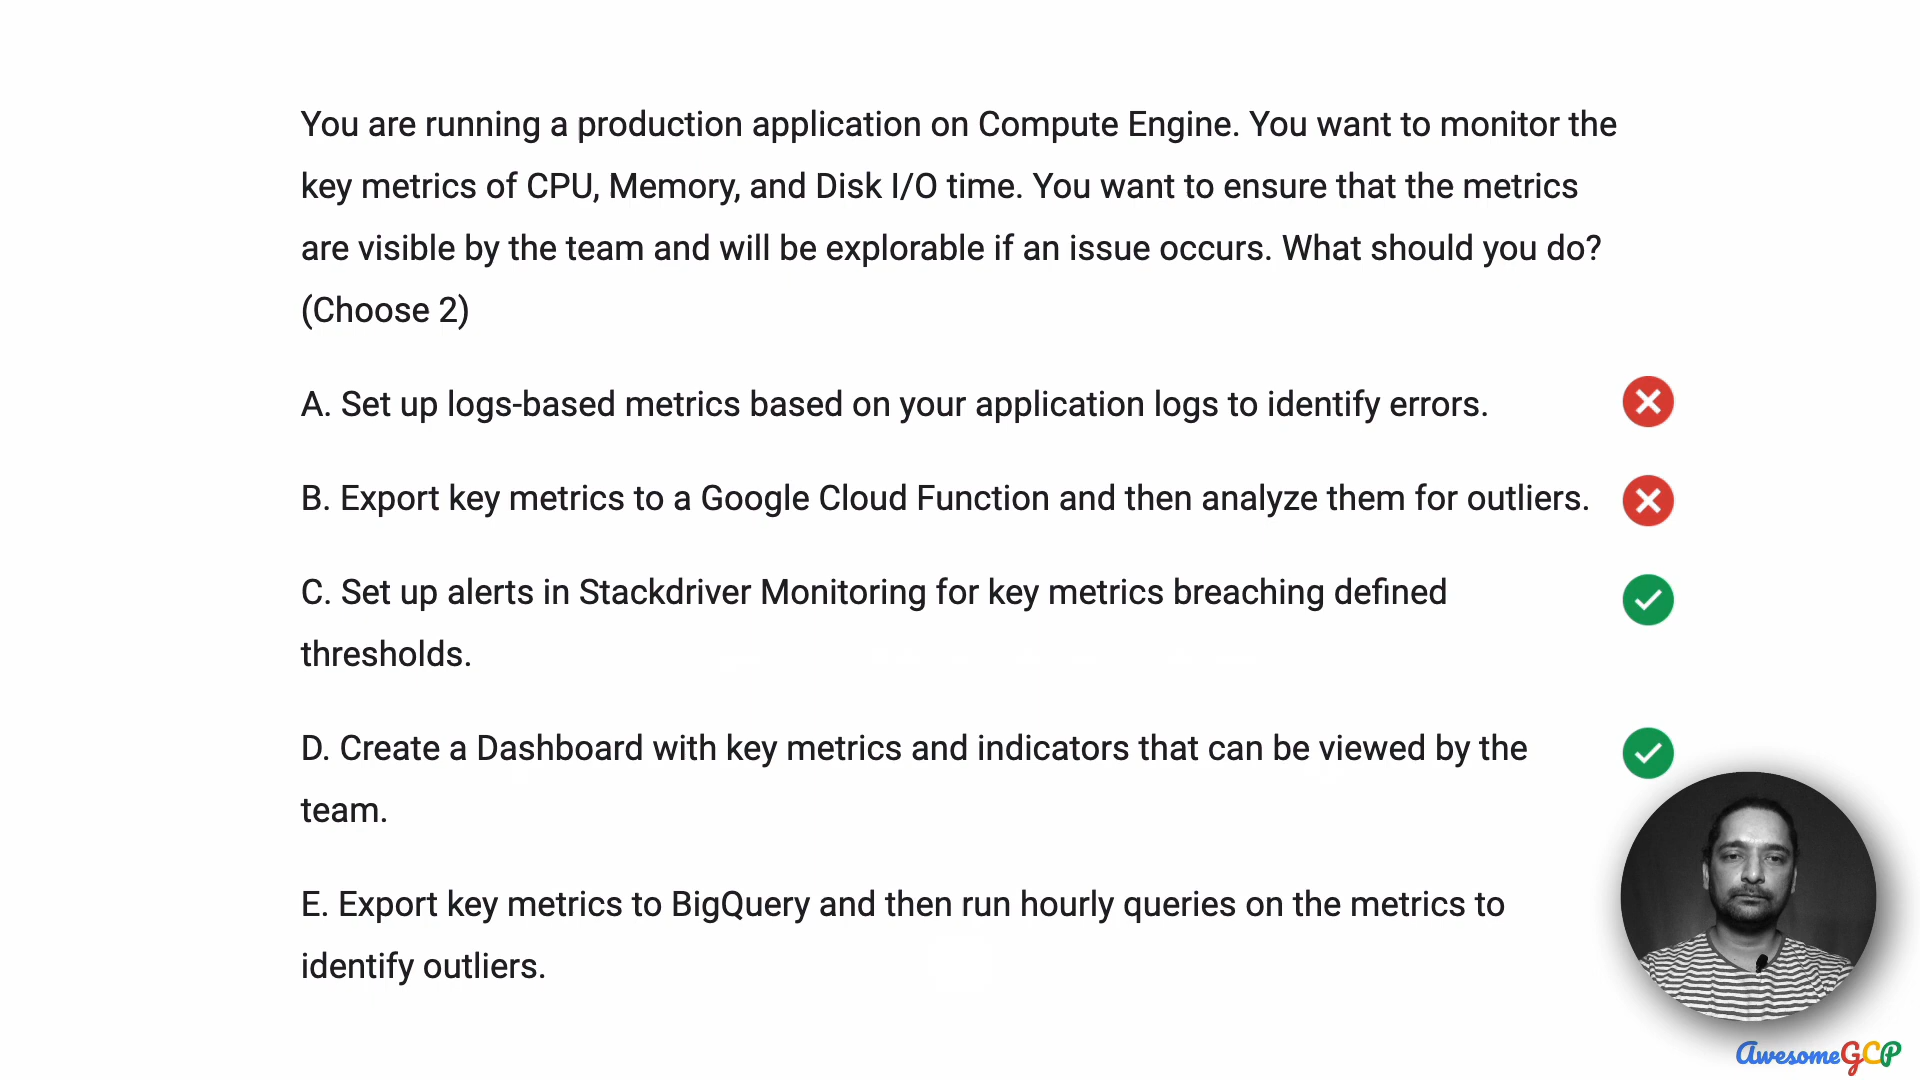 You are running a production application on Compute Engine. You want to monitor the
key metrics of CPU, Memory, and Disk I/O time. You want to ensure that the metrics
are visible by the team and will be explorable if an issue occurs. What should you do?
(Choose 2)
A. Set up logs-based metrics based on your application logs to identify errors.
B. Export key metrics to a Google Cloud Function and then analyze them for outliers.
C. Set up alerts in Stackdriver Monitoring for key metrics breaching defined
thresholds.
D. Create a Dashboard with key metrics and indicators that can be viewed by the
team.
E. Export key metrics to BigQuery and then run hourly queries on the metrics to
identify outliers.
AwesomeGCP